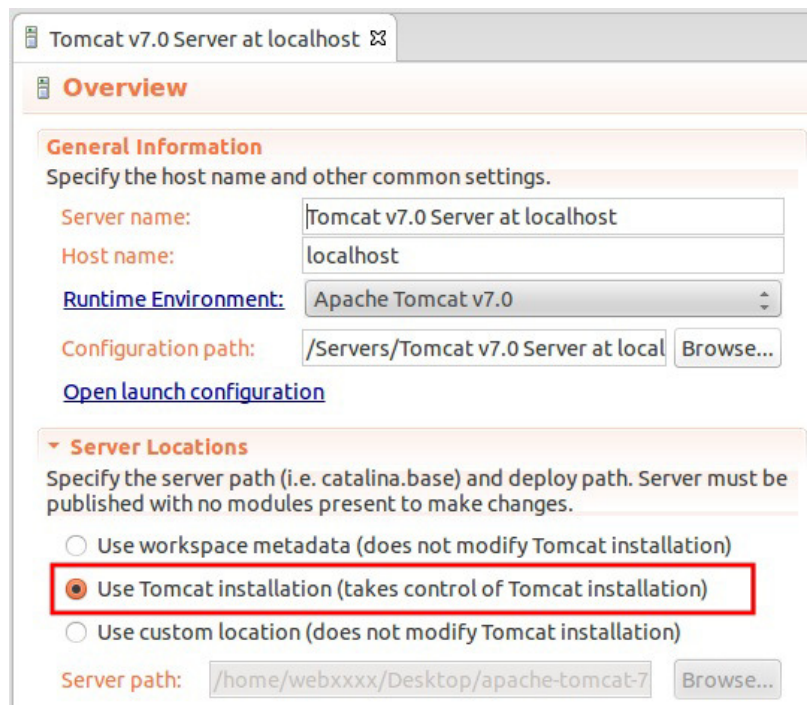 Tomcat v7.0 Server at localhost
Overview
General Information
Specify the host name and other common settings.
Server name: Tomcat v7.0 Server at localhost
Host name: localhost
Runtime Environment: Apache Tomcat v7.0
Configuration path: /Servers/Tomcat v7.0 Server at local Browse...
Open launch configuration
Server Locations
Specify the server path (i.e. catalina.base) and deploy path. Server must be
published with no modules present to make changes.
Use workspace metadata (does not modify Tomcat installation)
Use Tomcat installation (takes control of Tomcat installation)
Use custom location (does not modify Tomcat installation)
Server path: /home/webxxxx/Desktop/apache-tomcat-7 Browse...